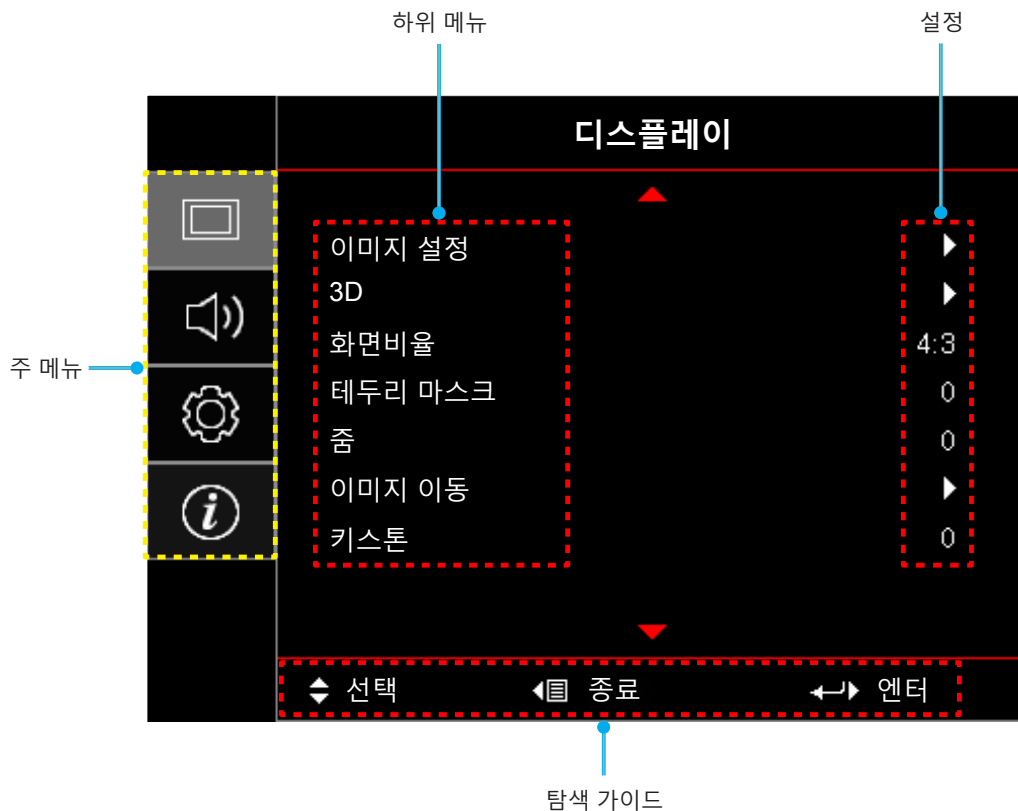 하위 메뉴
설정
디스플레이
이미지 설정
3D
화면비율 4:3
테두리 마스크 0
줌 0
이미지 이동
키스톤 0
주 메뉴
선택 종료 엔터
탐색 가이드